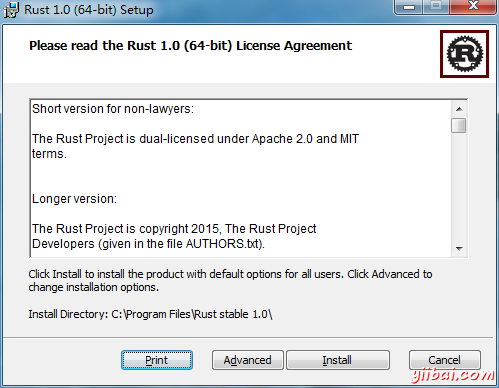 Rust 1.0 (64-bit) Setup
Please read the Rust 1.0 (64-bit) License Agreement
R
Short version for non-lawyers:
The Rust Project is dual-licensed under Apache 2.0 and MIT
terms.
Longer version:
The Rust Project is copyright 2015, The Rust Project
Developers (given in the file AUTHORS.txt).
Click Install to install the product with default options for all users. Click Advanced to
change installation options.
Install Directory: C:\Program Files\Rust stable 1.0\
Print Advanced Install Cancel
yiibai.com